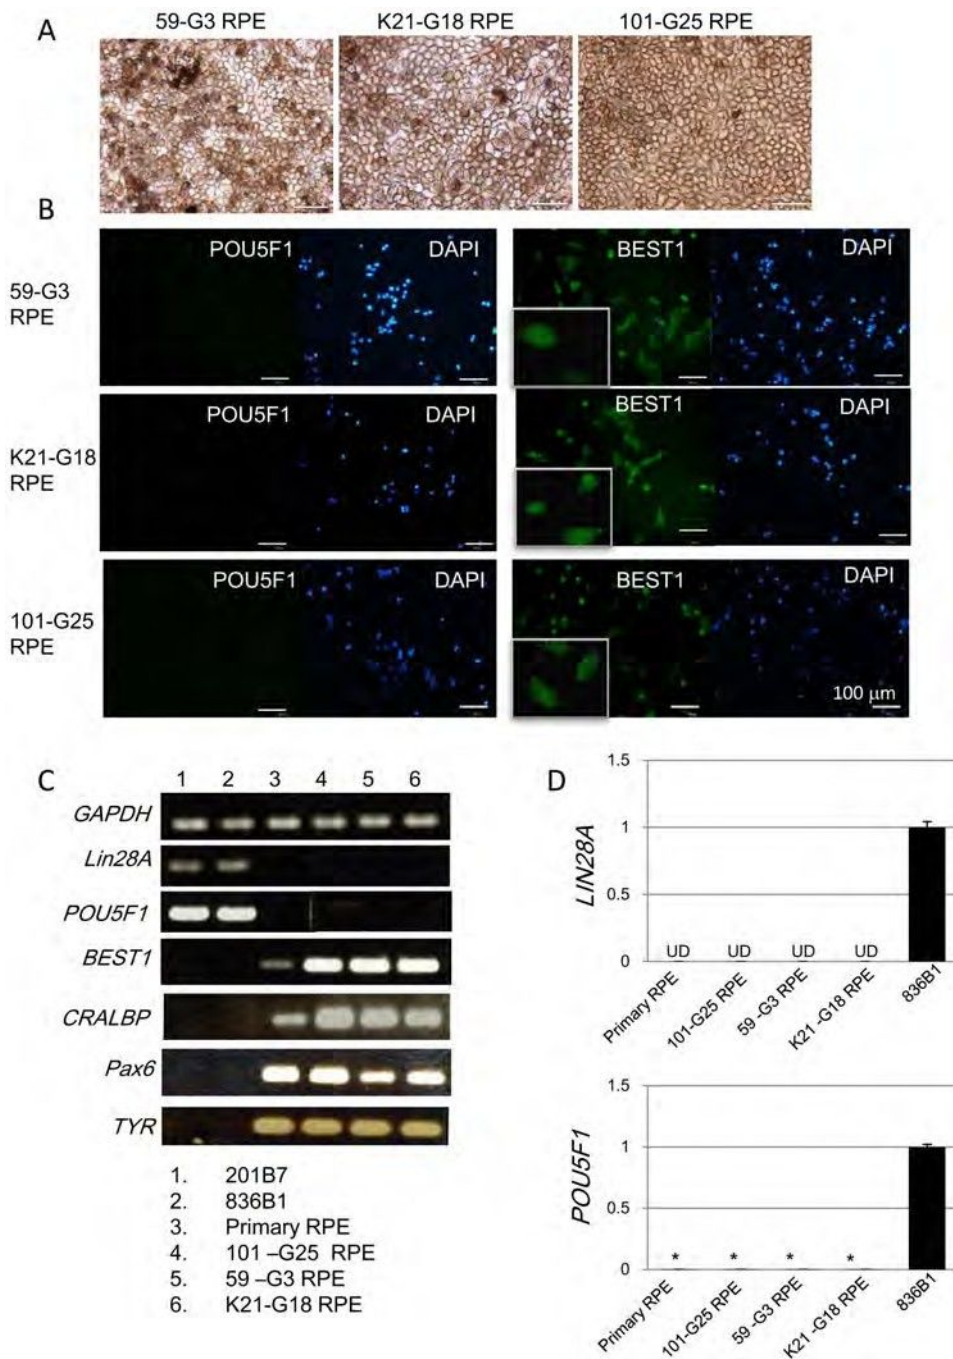 A
59-G3 RPE K21-G18 RPE 101-G25 RPE
B
POU5F1 DAPI BEST1 DAPI
59-G3
RPE
POU5F1 DAPI BEST1 DAPI
K21-G18
RPE
POU5F1 DAPI BEST1 DAPI
101-G25
RPE
100 μm
C
1 2 3 4 5 6
GAPDH
Lin28A
POU5F1
BEST1
CRALBP
Pax6
TYR
1. 201B7
2. 836B1
3. Primary RPE
4. 101 –G25 RPE
5. 59 –G3 RPE
6. K21-G18 RPE
D
LIN28A
1.5
1
0.5
0
UD UD UD UD
Primary RPE
101-G25 RPE
59 -G3 RPE
K21 -G18 RPE
836B1
POU5F1
1.5
1
0.5
0
* * * *
Primary RPE
101-G25 RPE
59 -G3 RPE
K21 -G18 RPE
836B1